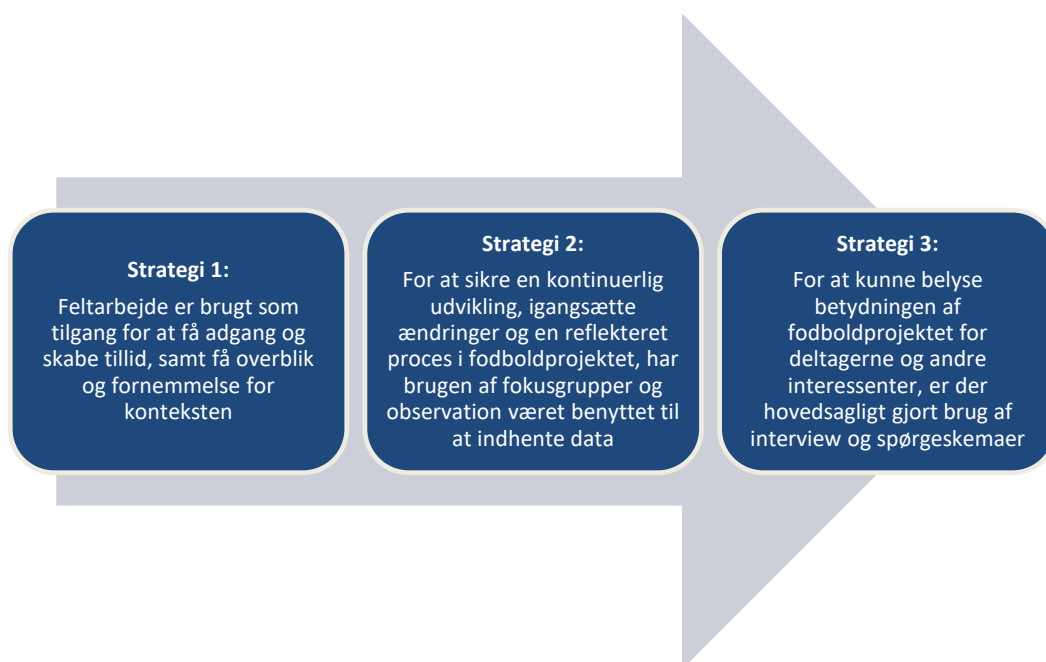 Strategi 1:
Feltarbejde er brugt som
tilgang for at få adgang og
skabe tillid, samt få overblik
og fornemmelse for
konteksten
Strategi 2:
For at sikre en kontinuerlig
udvikling, igangsætte
ændringer og en reflekteret
proces i fodboldprojektet, har
brugen af fokusgrupper og
observation været benyttet til
at indhente data
Strategi 3:
For at kunne belyse
betydningen af
fodboldprojektet for
deltagerne og andre
interessenter, er der
hovedsagligt gjort brug af
interview og spørgeskemaer